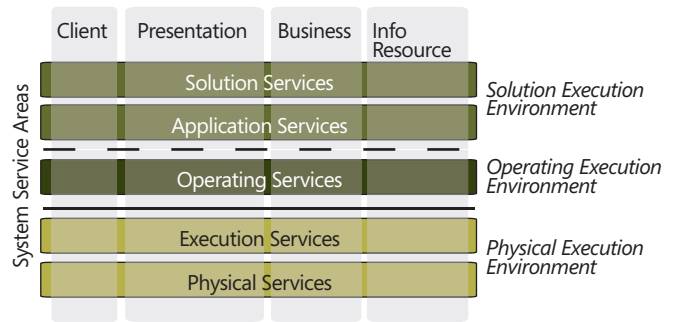 Client
Presentation
Business
Info
Resource
System Service Areas
Solution Services
Application Services
Solution Execution
Environment
Operating Services
Operating Execution
Environment
Execution Services
Physical Services
Physical Execution
Environment